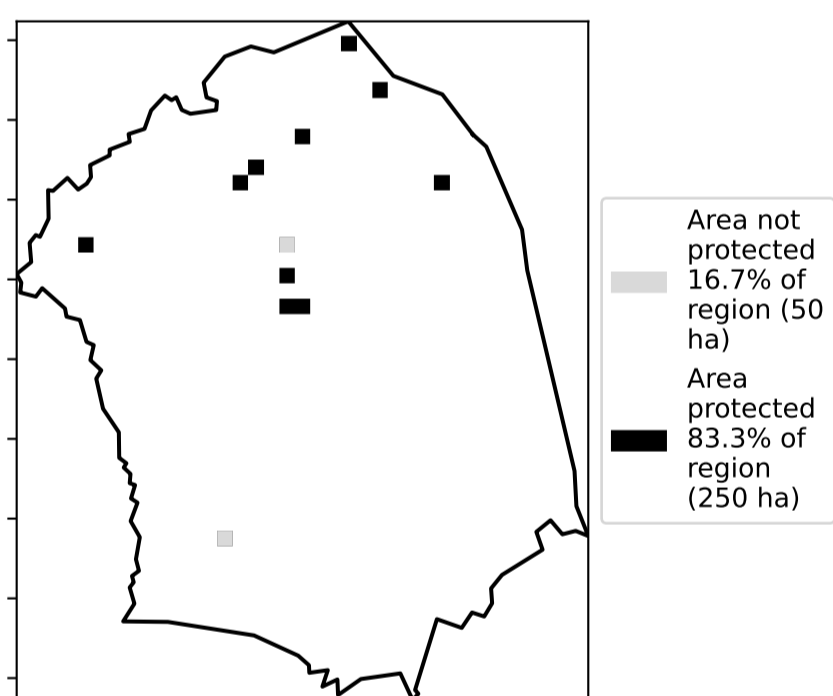 Area not
protected
16.7% of
region (50
ha)
Area
protected
83.3% of
region
(250 ha)